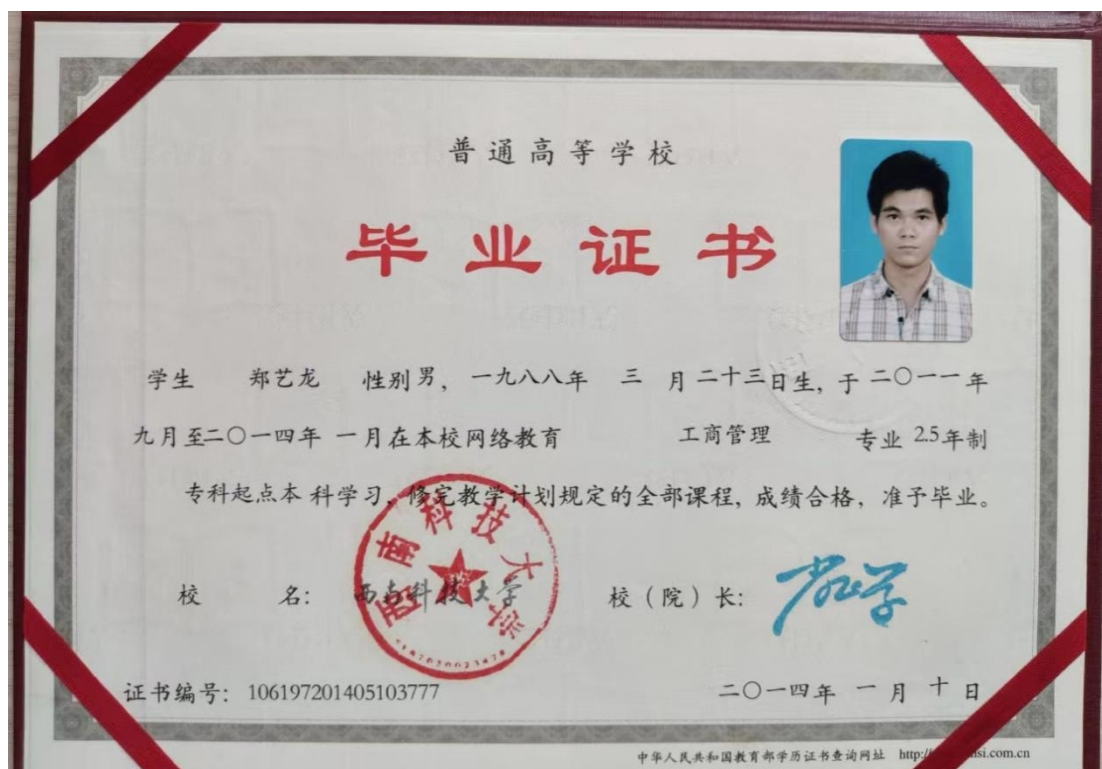 普通高等学校
毕业证书
学生 郑艺龙 性别男，一九八八年 三 月二十三日生，于二〇一一年
九月至二〇一四年 一月在本校网络教育 工商管理 专业 2.5年制
专科起点本科学习，修完教学计划规定的全部课程，成绩合格，准予毕业。
校 名： 西南科技大学 校（院）长：
西南科技大学
证书编号：106197201405103777 二〇一四年 一月 十日
中华人民共和国教育部学历证书查询网址 http://